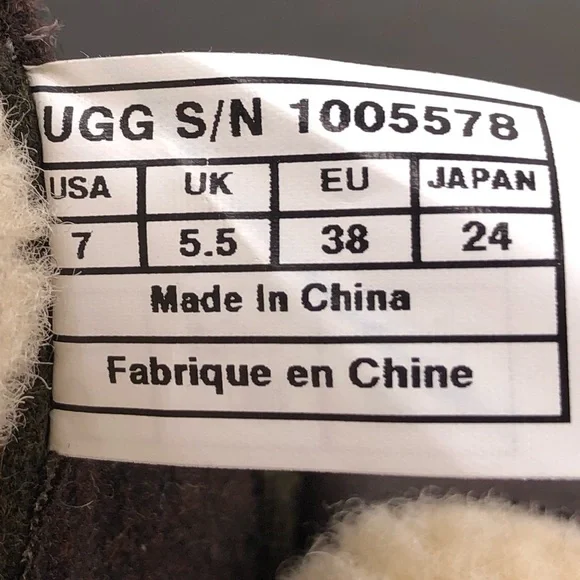 UGG S/N 1005578
USA UK EU JAPAN
7 5.5 38 24
Made In China
Fabrique en Chine